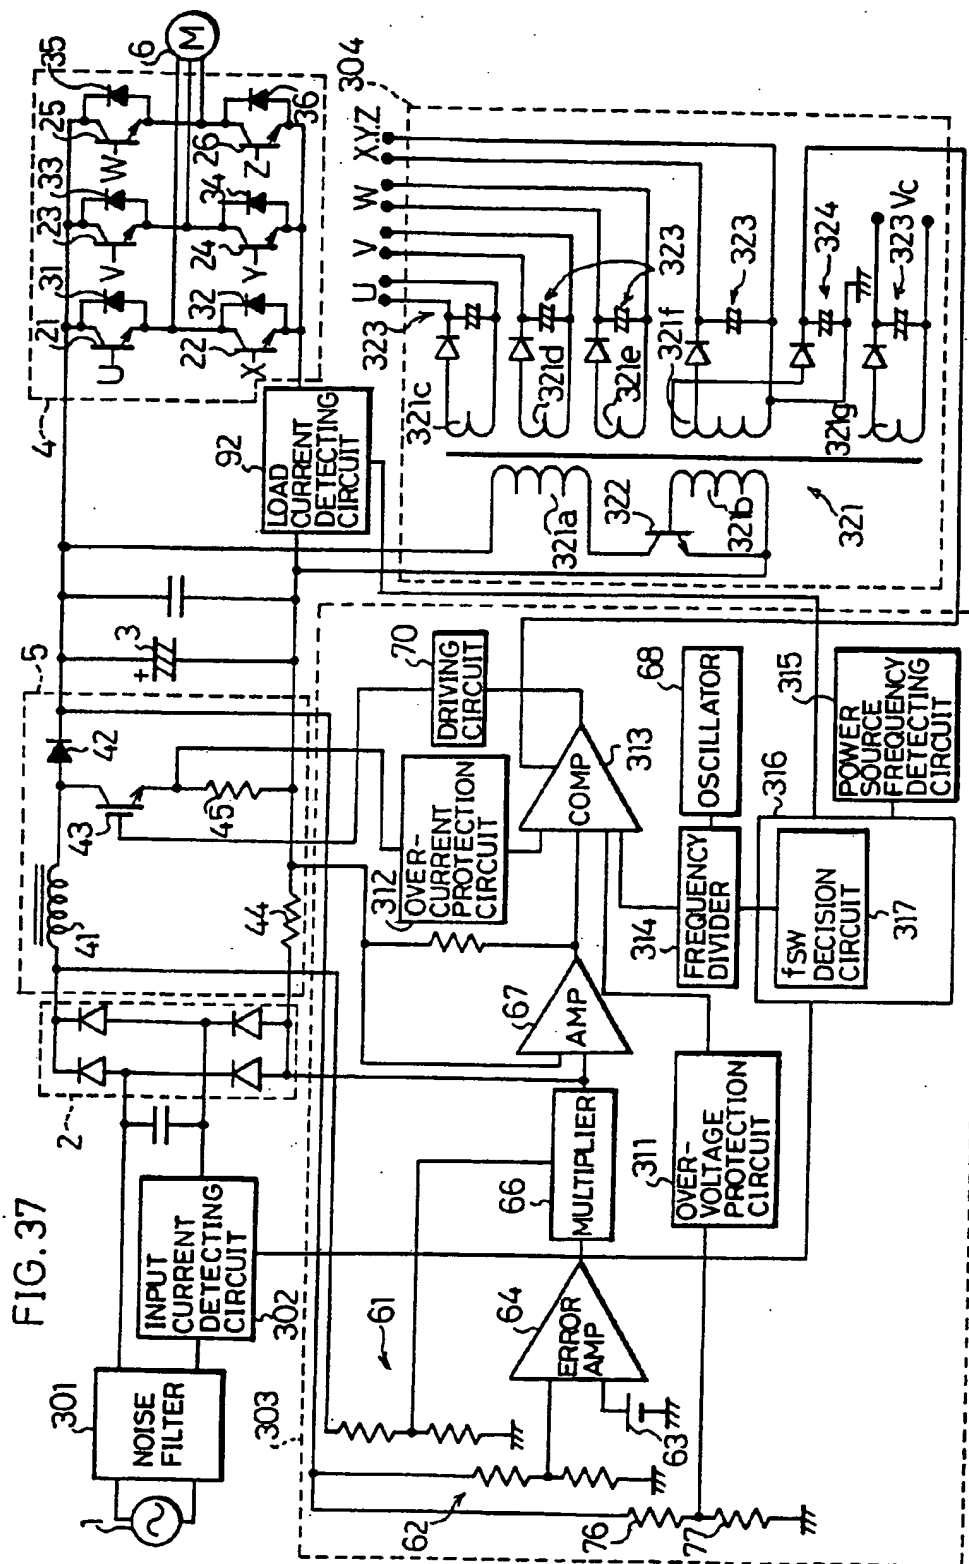 FIG.37
1
301
NOISE
FILTER
INPUT
CURRENT
DETECTING
CIRCUIT
302
2
5
41
42
43
44
45
3
+
4
LOAD
CURRENT
DETECTING
CIRCUIT
92
21
23
25
31
33
35
U
V
W
22
24
26
32
34
36
X
Y
Z
M
6
303
61
62
63
ERROR
AMP
64
MULTIPLIER
66
AMP
67
76
77
OVER-
VOLTAGE
PROTECTION
CIRCUIT
311
OVER-
CURRENT
PROTECTION
CIRCUIT
312
DRIVING
CIRCUIT
70
COMP
313
FREQUENCY
DIVIDER
314
OSCILLATOR
68
fsw
DECISION
CIRCUIT
317
316
POWER
SOURCE
FREQUENCY
DETECTING
CIRCUIT
315
304
U
V
W
X.Y.Z
323
321c
321d
321e
323
321f
323
324
321g
323
Vc
321a
322
321b
321